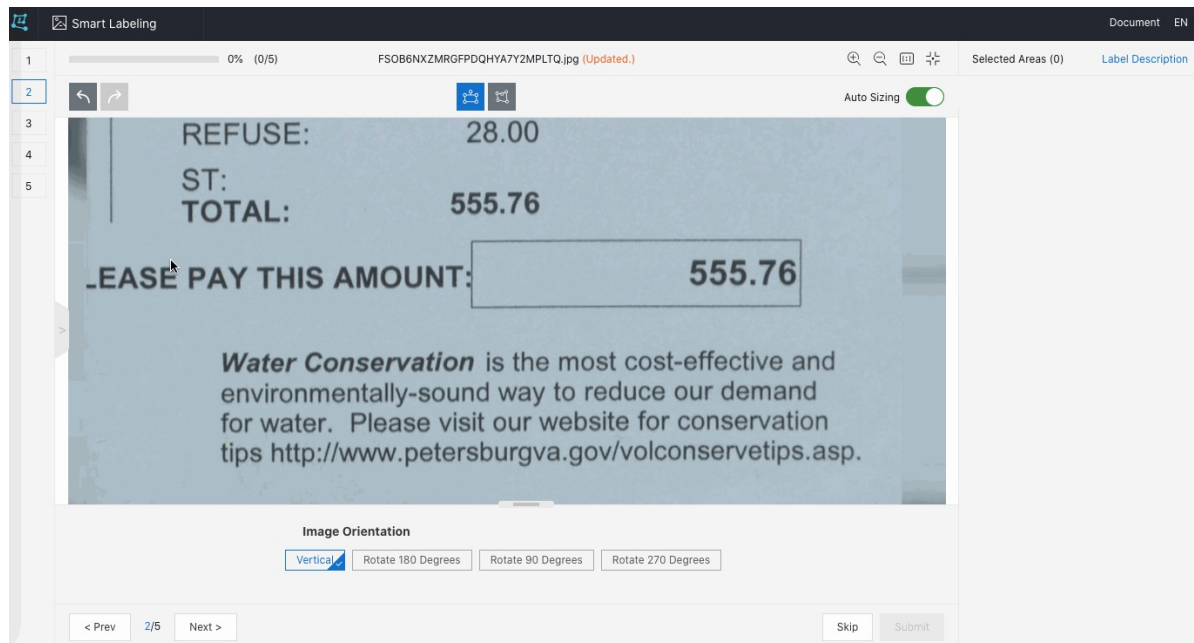 Smart Labeling
Document EN
0% (0/5)
FSOB6NXZMRGFPDQHYA7Y2MPLTQ.jpg (Updated.)
Selected Areas (0)
Label Description
1
2
3
4
5
Auto Sizing
REFUSE: 28.00
ST:
TOTAL: 555.76
LEASE PAY THIS AMOUNT: 555.76
Water Conservation is the most cost-effective and
environmentally-sound way to reduce our demand
for water. Please visit our website for conservation
tips http://www.petersburgva.gov/volconservetips.asp.
>
Image Orientation
Vertical
Rotate 180 Degrees
Rotate 90 Degrees
Rotate 270 Degrees
< Prev
2/5
Next >
Skip
Submit